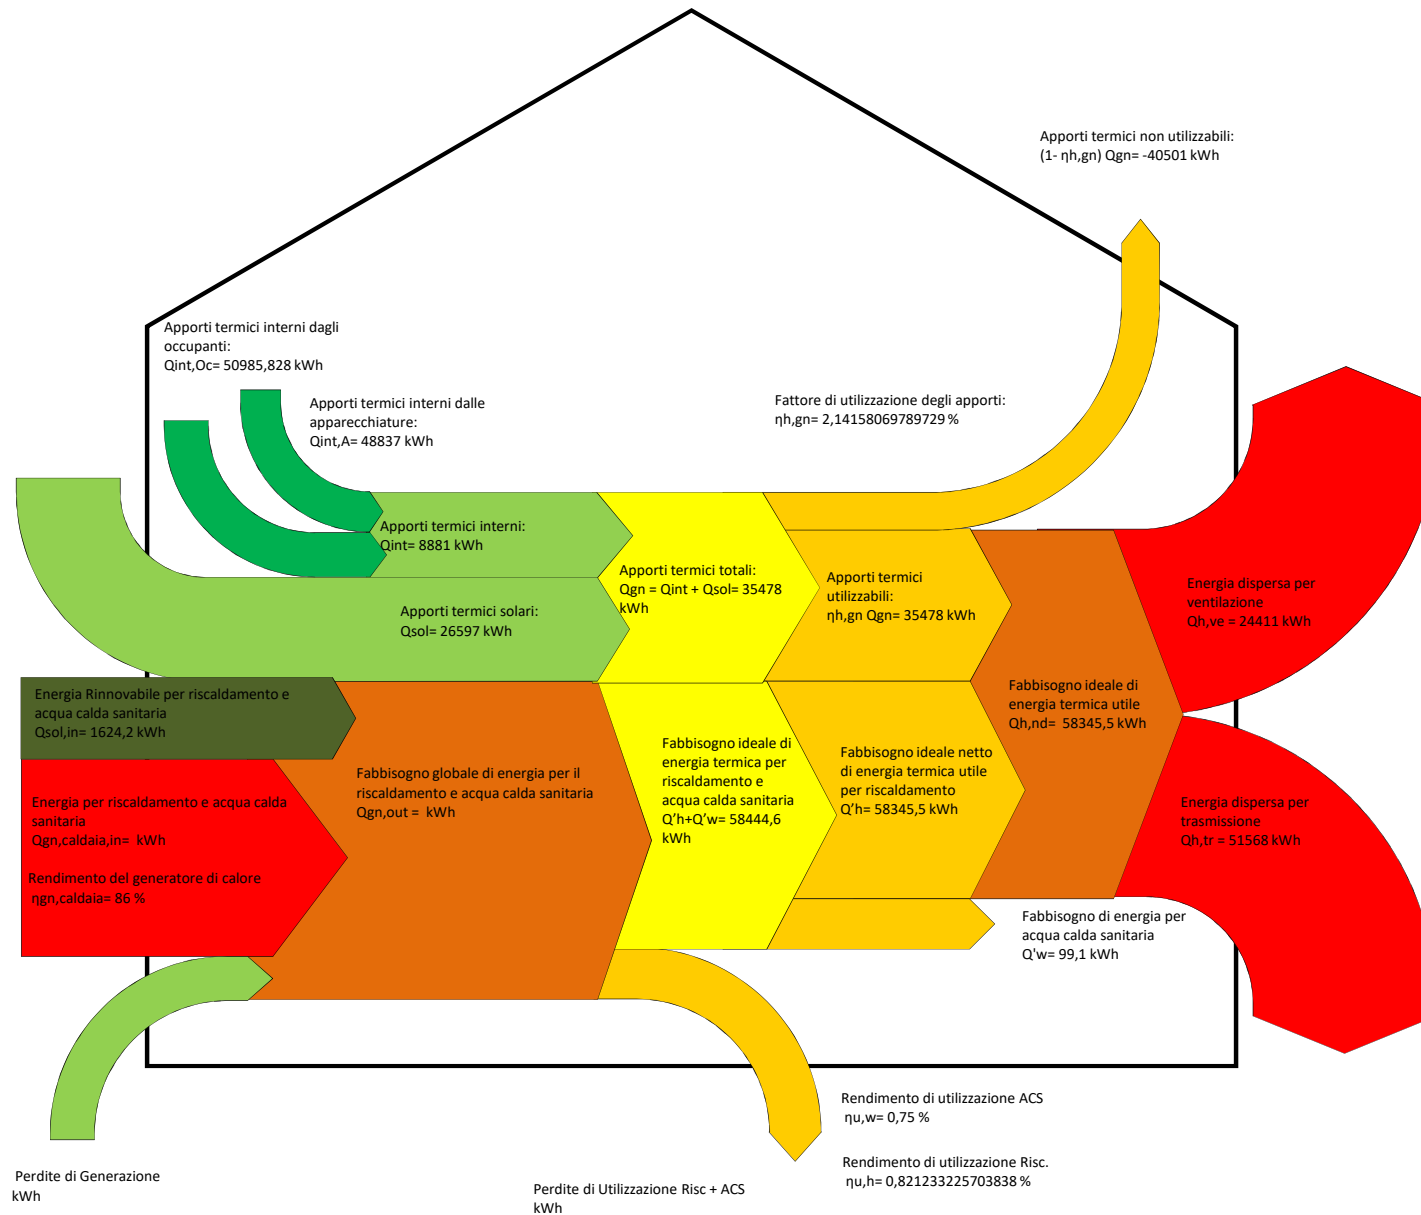 Apporti termici non utilizzabili:
(1- ηh,gn) Qgn= -40501 kWh
Apporti termici interni dagli
occupanti:
Qint,Oc= 50985,828 kWh
Apporti termici interni dalle
apparecchiature:
Qint,A= 48837 kWh
Fattore di utilizzazione degli apporti:
ηh,gn= 2,14158069789729 %
Apporti termici interni:
Qint= 8881 kWh
Apporti termici totali:
Qgn = Qint + Qsol= 35478
kWh
Apporti termici
utilizzabili:
ηh,gn Qgn= 35478 kWh
Energia dispersa per
ventilazione
Qh,ve = 24411 kWh
Apporti termici solari:
Qsol= 26597 kWh
Energia Rinnovabile per riscaldamento e
acqua calda sanitaria
Qsol,in= 1624,2 kWh
Fabbisogno ideale di
energia termica utile
Qh,nd=  58345,5 kWh
Fabbisogno globale di energia per il
riscaldamento e acqua calda sanitaria
Qgn,out =  kWh
Fabbisogno ideale di
energia termica per
riscaldamento e
acqua calda sanitaria
Q’h+Q’w= 58444,6
kWh
Fabbisogno ideale netto
di energia termica utile
per riscaldamento
Q’h= 58345,5 kWh
Energia per riscaldamento e acqua calda
sanitaria
Qgn,caldaia,in=  kWh
Rendimento del generatore di calore
ηgn,caldaia= 86 %
Energia dispersa per
trasmissione
Qh,tr = 51568 kWh
Fabbisogno di energia per
acqua calda sanitaria
Q'w= 99,1 kWh
Rendimento di utilizzazione ACS
ηu,w= 0,75 %
Rendimento di utilizzazione Risc.
ηu,h= 0,821233225703838 %
Perdite di Generazione
kWh
Perdite di Utilizzazione Risc + ACS
kWh